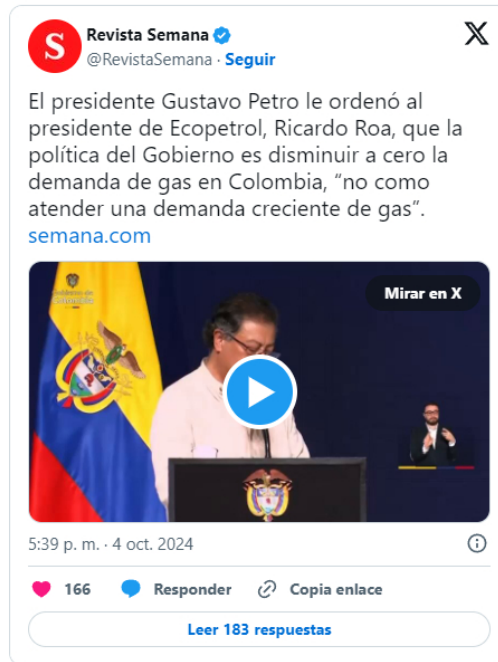 Revista Semana
@RevistaSemana · Seguir
El presidente Gustavo Petro le ordenó al
presidente de Ecopetrol, Ricardo Roa, que la
política del Gobierno es disminuir a cero la
demanda de gas en Colombia, “no como
atender una demanda creciente de gas”.
semana.com
Mirar en X
5:39 p. m. · 4 oct. 2024
166 Responder Copia enlace
Leer 183 respuestas